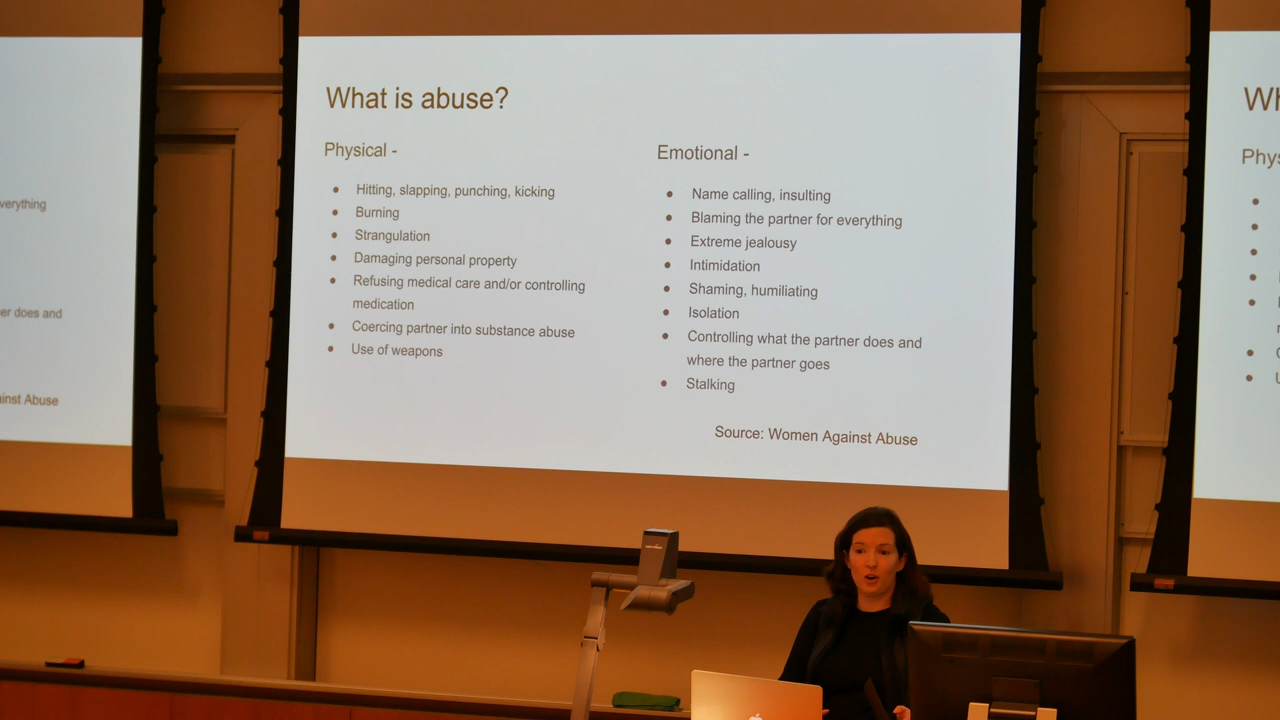 What is abuse?
Physical -
● Hitting, slapping, punching, kicking
● Burning
● Strangulation
● Damaging personal property
● Refusing medical care and/or controlling
medication
● Coercing partner into substance abuse
● Use of weapons
Emotional -
● Name calling, insulting
● Blaming the partner for everything
● Extreme jealousy
● Intimidation
● Shaming, humiliating
● Isolation
● Controlling what the partner does and
where the partner goes
● Stalking
Source: Women Against Abuse
verything
er does and
inst Abuse
Wh
Phys